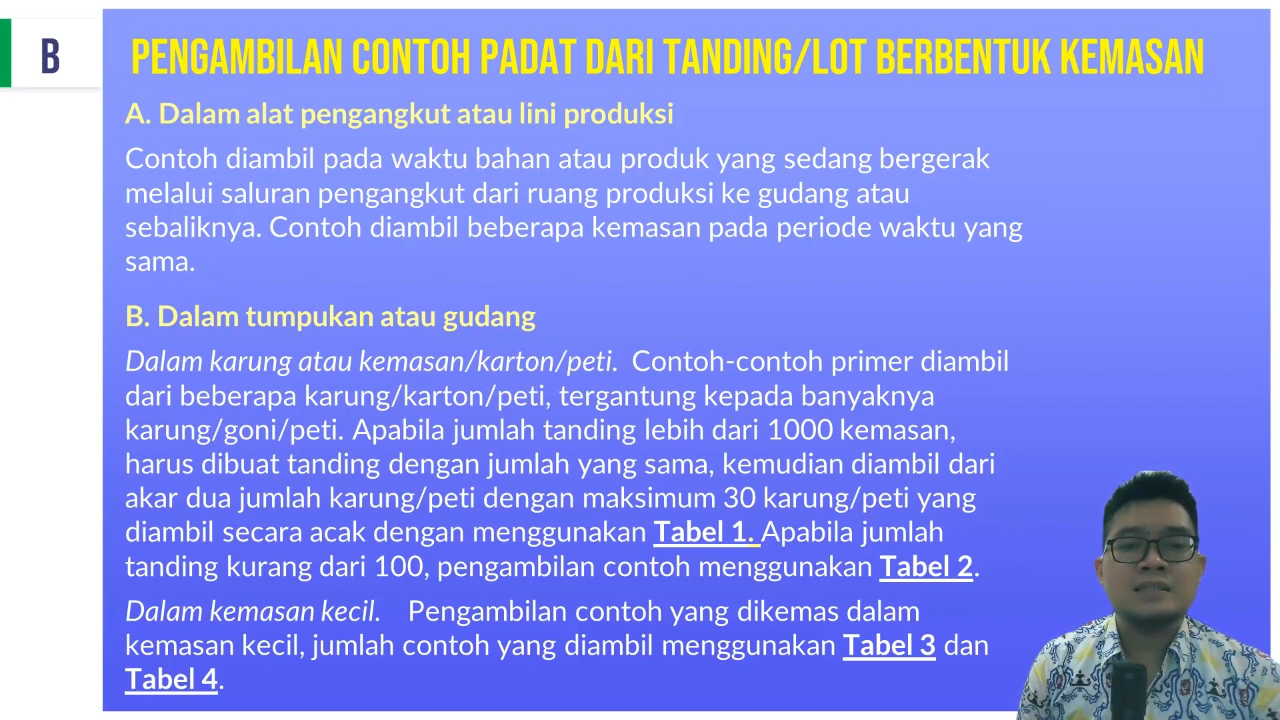 B
PENGAMBILAN CONTOH PADAT DARI TANDING/LOT BERBENTUK KEMASAN
A. Dalam alat pengangkut atau lini produksi
Contoh diambil pada waktu bahan atau produk yang sedang bergerak
melalui saluran pengangkut dari ruang produksi ke gudang atau
sebaliknya. Contoh diambil beberapa kemasan pada periode waktu yang
sama.
B. Dalam tumpukan atau gudang
Dalam karung atau kemasan/karton/peti. Contoh-contoh primer diambil
dari beberapa karung/karton/peti, tergantung kepada banyaknya
karung/goni/peti. Apabila jumlah tanding lebih dari 1000 kemasan,
harus dibuat tanding dengan jumlah yang sama, kemudian diambil dari
akar dua jumlah karung/peti dengan maksimum 30 karung/peti yang
diambil secara acak dengan menggunakan Tabel 1. Apabila jumlah
tanding kurang dari 100, pengambilan contoh menggunakan Tabel 2.
Dalam kemasan kecil. Pengambilan contoh yang dikemas dalam
kemasan kecil, jumlah contoh yang diambil menggunakan Tabel 3 dan
Tabel 4.